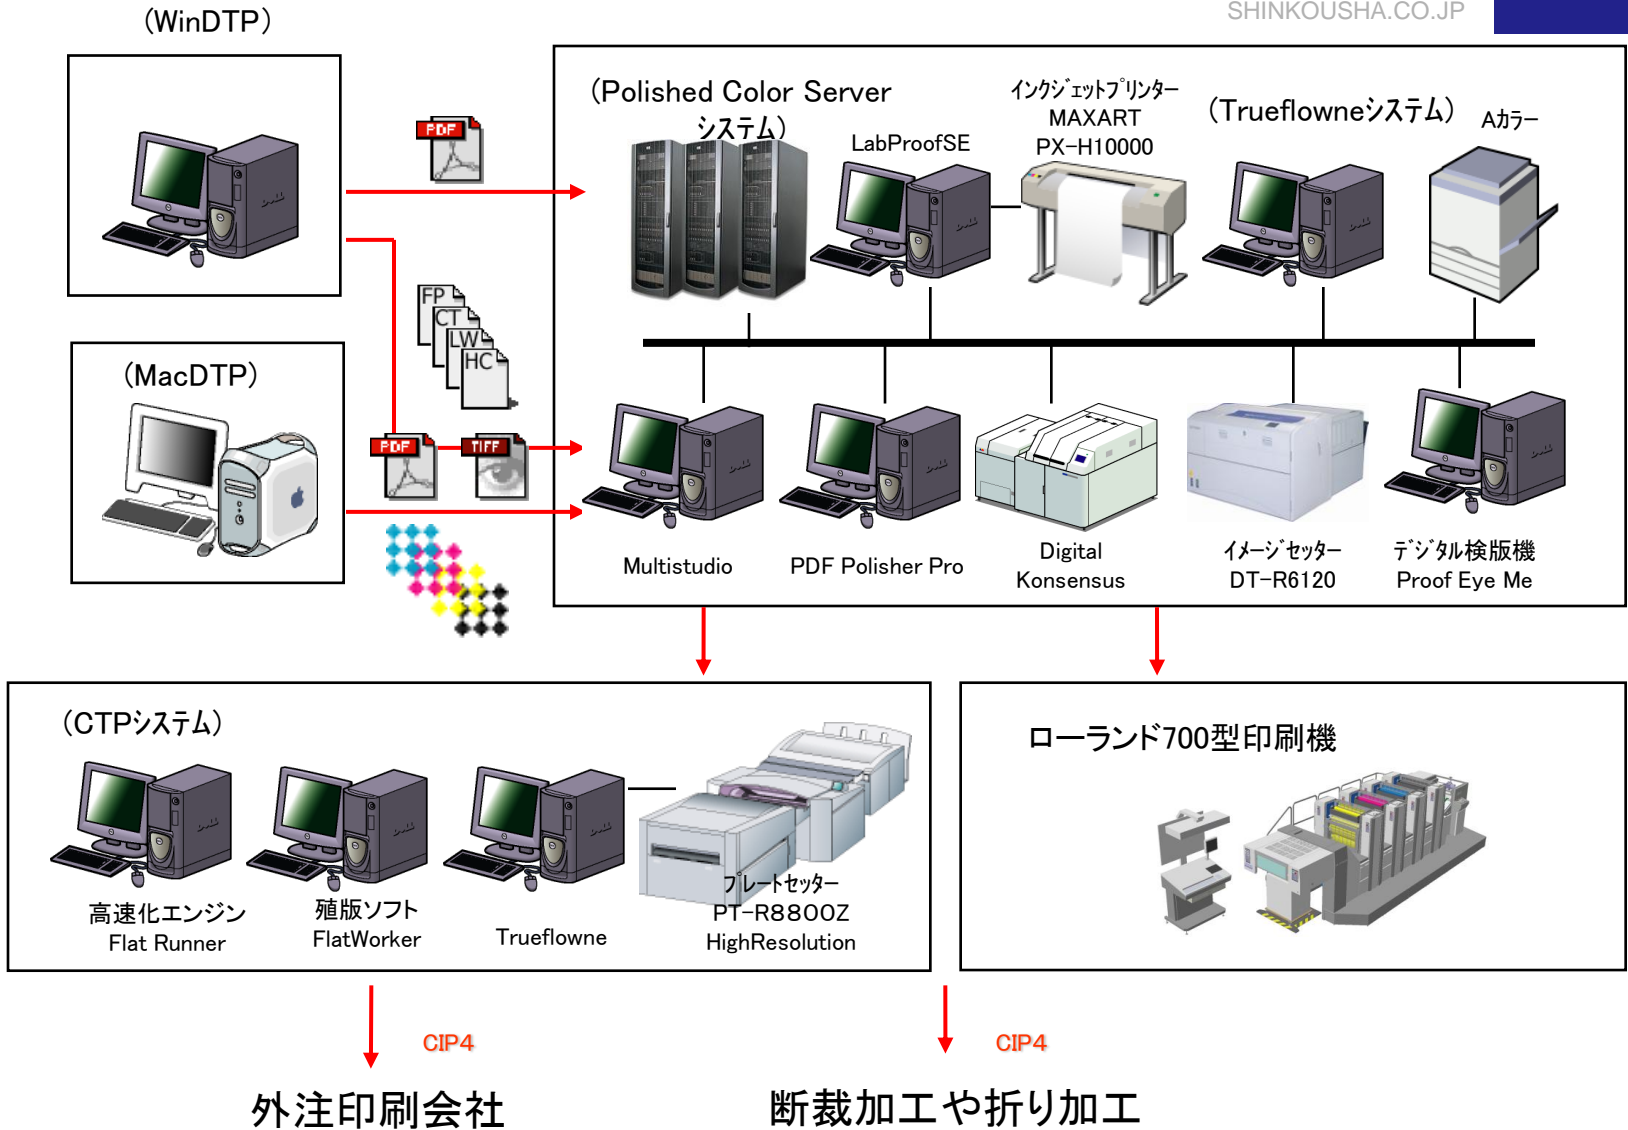 SHINKOUSHA.CO.JP
(WinDTP)
PDF
(Polished Color Server
システム)
LabProofSE
インクジェットプリンター
MAXART
PX-H10000
(Trueflowneシステム)
Aカラー
FP
CT
LW
HC
(MacDTP)
PDF
TIFF
Multistudio
PDF Polisher Pro
Digital
Konsensus
イメージセッター
DT-R6120
デジタル検版機
Proof Eye Me
(CTPシステム)
高速化エンジン
Flat Runner
殖版ソフト
FlatWorker
Trueflowne
プレートセッター
PT-R8800Z
HighResolution
ローランド700型印刷機
CIP4
CIP4
外注印刷会社
断裁加工や折り加工